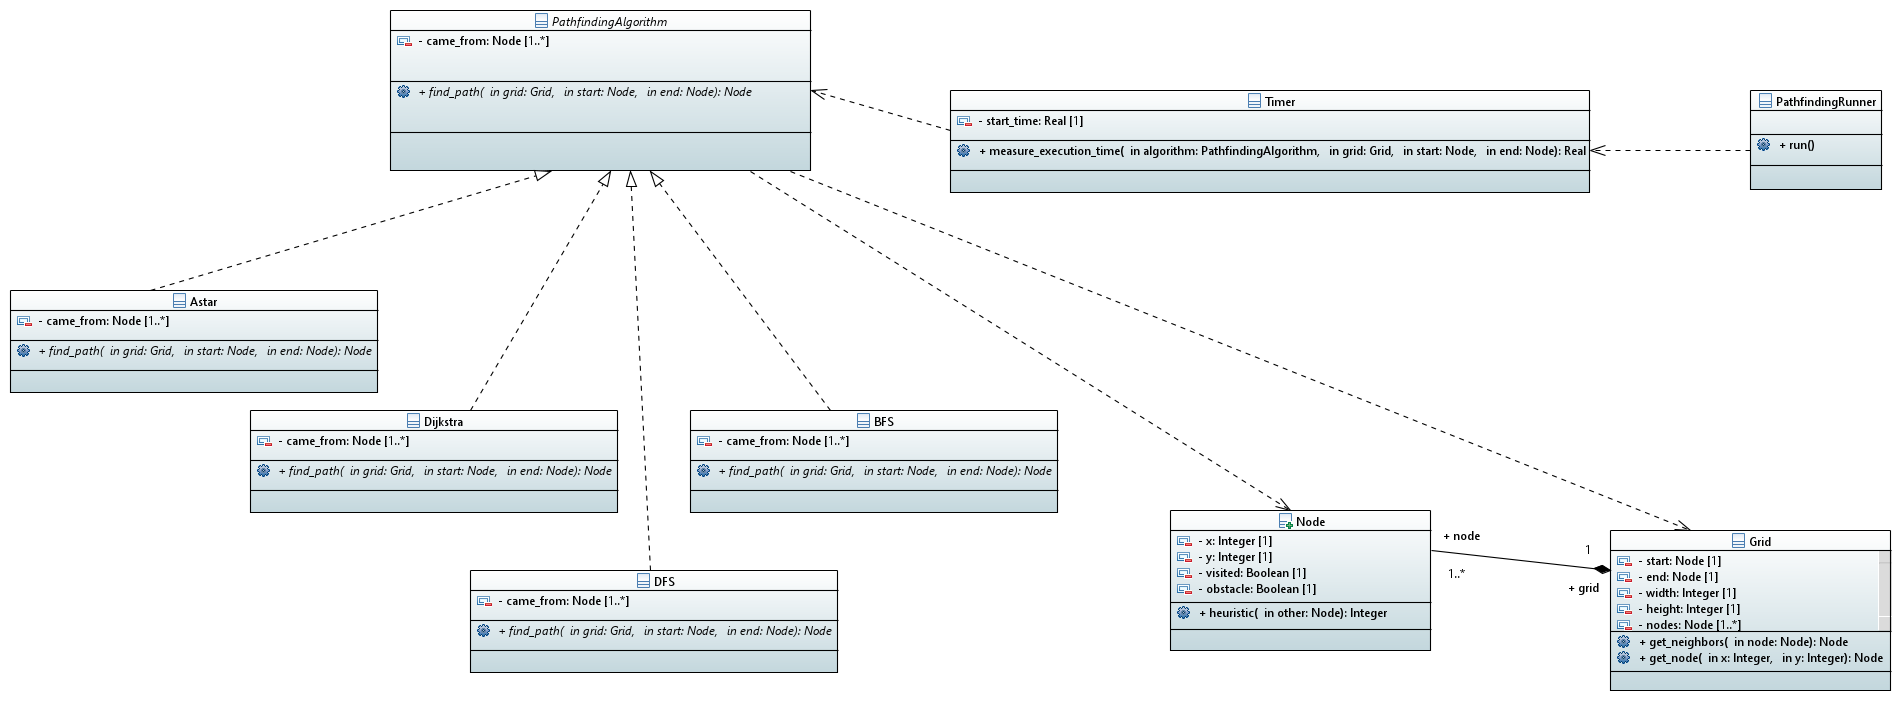 PathfindingAlgorithm
- came_from: Node [1..*]
+ find_path( in grid: Grid, in start: Node, in end: Node): Node
Timer
- start_time: Real [1]
+ measure_execution_time( in algorithm: PathfindingAlgorithm, in grid: Grid, in start: Node, in end: Node): Real
PathfindingRunner
+ run()
Astar
- came_from: Node [1..*]
+ find_path( in grid: Grid, in start: Node, in end: Node): Node
Dijkstra
- came_from: Node [1..*]
+ find_path( in grid: Grid, in start: Node, in end: Node): Node
BFS
- came_from: Node [1..*]
+ find_path( in grid: Grid, in start: Node, in end: Node): Node
DFS
- came_from: Node [1..*]
+ find_path( in grid: Grid, in start: Node, in end: Node): Node
Node
- x: Integer [1]
- y: Integer [1]
- visited: Boolean [1]
- obstacle: Boolean [1]
+ heuristic( in other: Node): Integer
+ node
1..*
1
+ grid
Grid
- start: Node [1]
- end: Node [1]
- width: Integer [1]
- height: Integer [1]
- nodes: Node [1..*]
+ get_neighbors( in node: Node): Node
+ get_node( in x: Integer, in y: Integer): Node